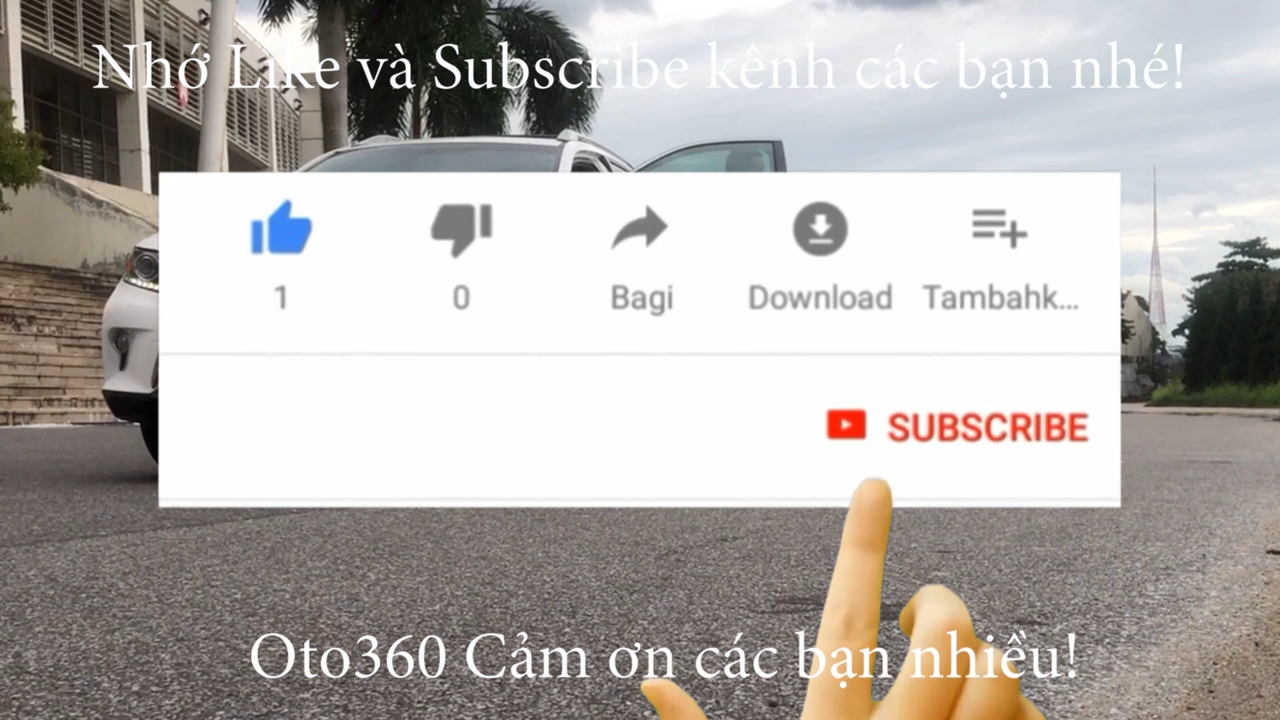 Nhớ Like và Subscribe kênh các bạn nhé!
1 0 Bagi Download Tambahk...
SUBSCRIBE
Oto360 Cảm ơn các bạn nhiều!